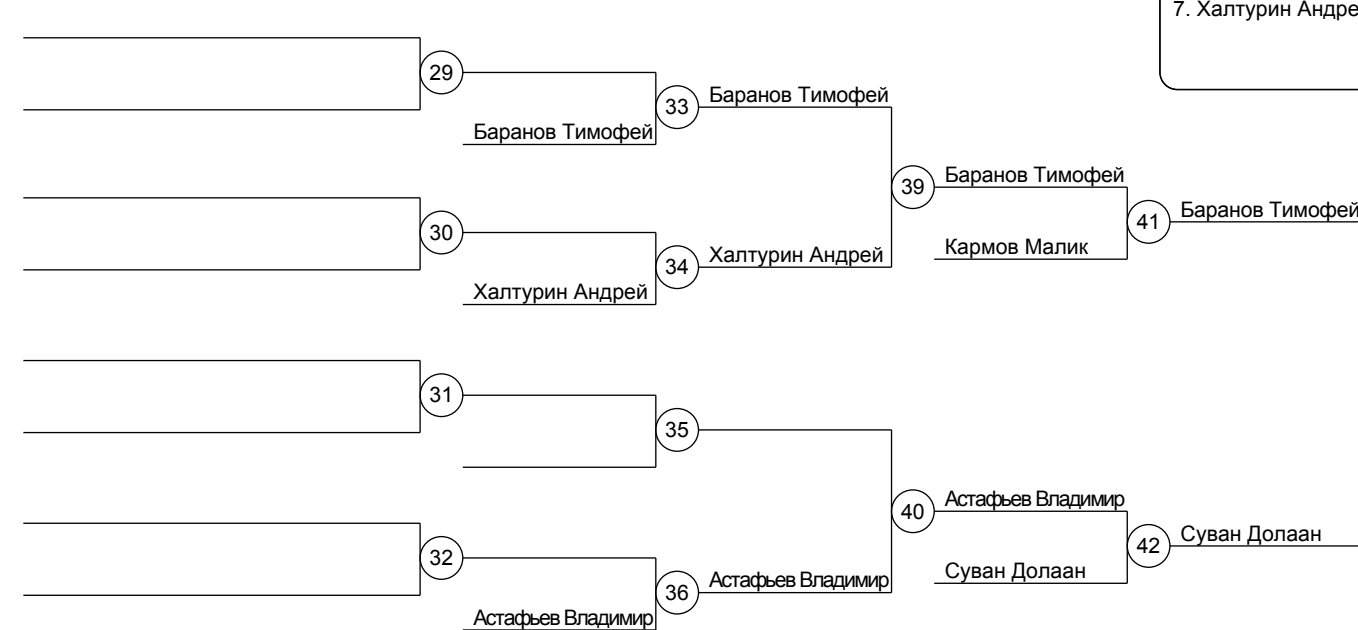 7. Халтурин Андре
29
33
Баранов Тимофей
Баранов Тимофей
39
Баранов Тимофей
30
41
Баранов Тимофей
34
Халтурин Андрей
Кармов Малик
Халтурин Андрей
31
35
40
Астафьев Владимир
32
42
Суван Долаан
36
Астафьев Владимир
Суван Долаан
Астафьев Владимир